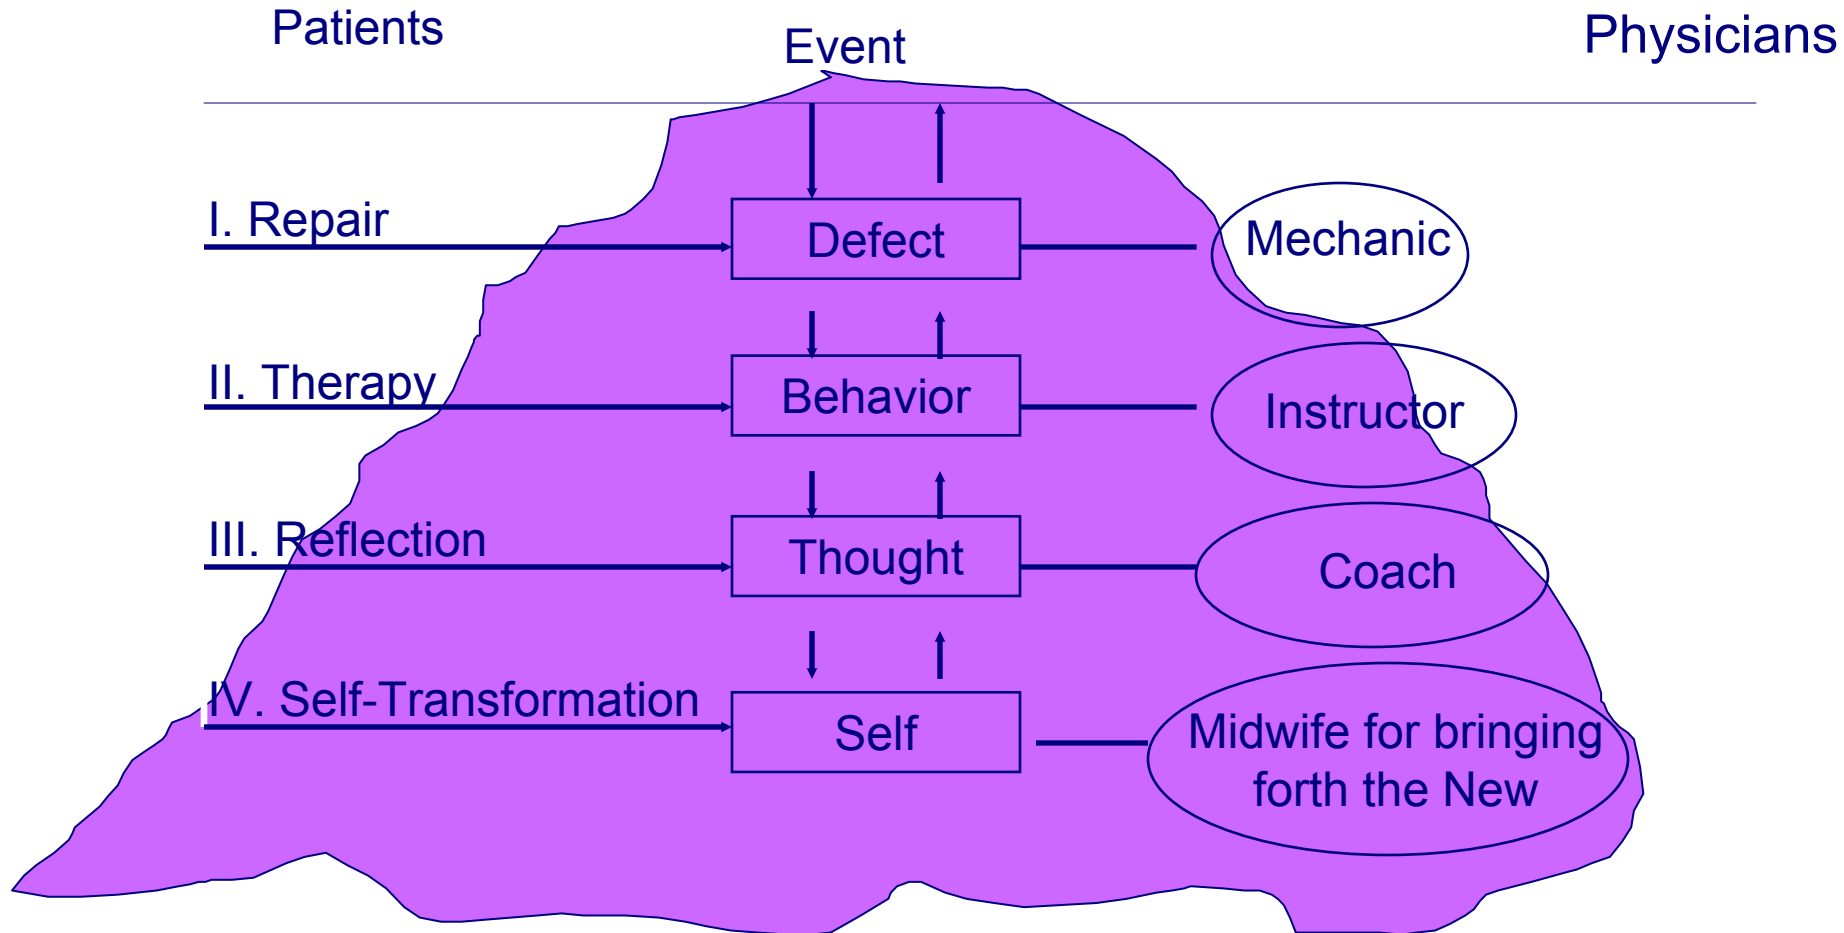 Patients
Event
Physicians
I. Repair
Defect
Mechanic
II. Therapy
Behavior
Instructor
III. Reflection
Thought
Coach
IV. Self-Transformation
Self
Midwife for bringing
forth the New